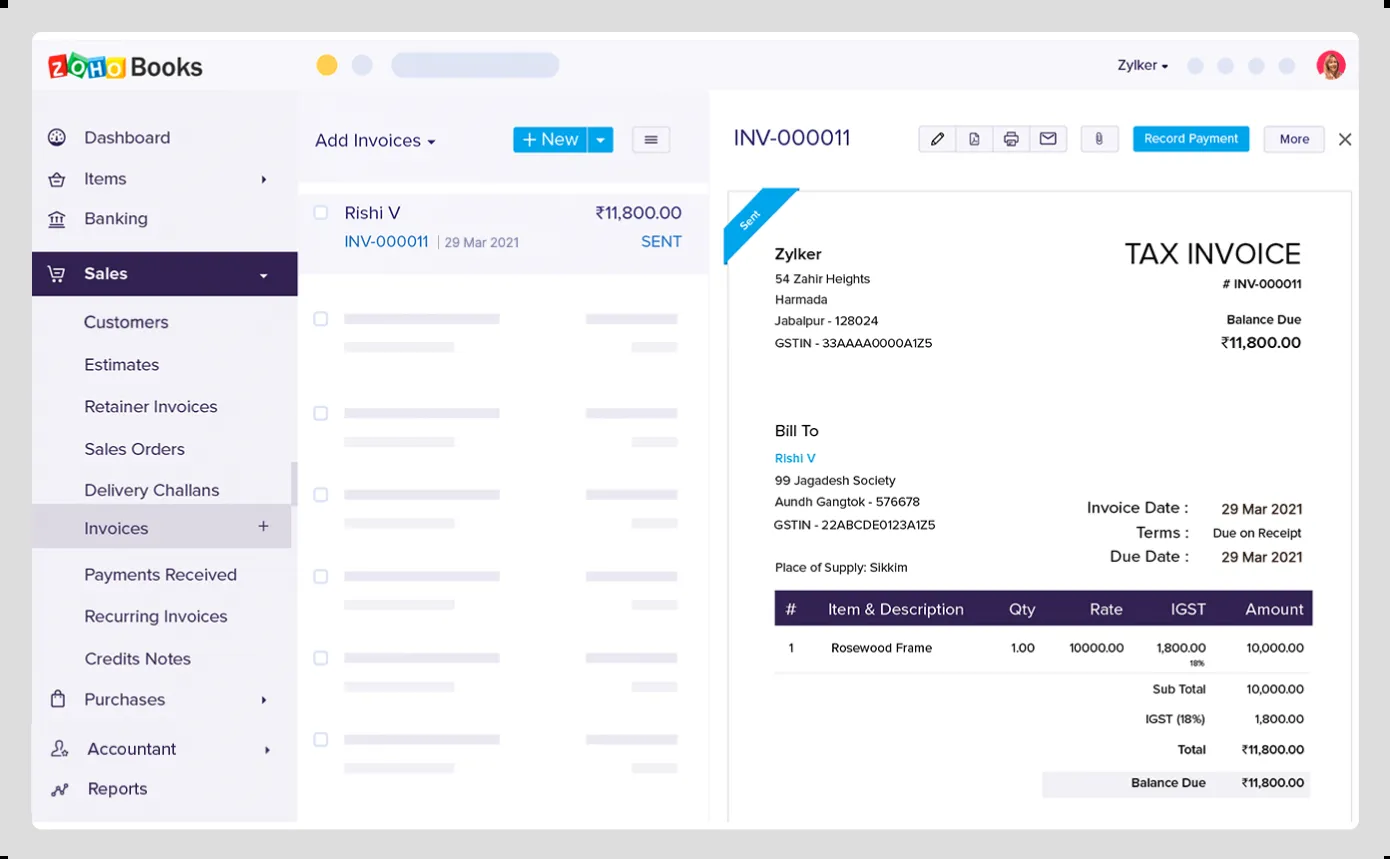 ZOHO Books
Zylker
Dashboard
Items
Banking
Sales
Customers
Estimates
Retainer Invoices
Sales Orders
Delivery Challans
Invoices +
Payments Received
Recurring Invoices
Credits Notes
Purchases
Accountant
Reports
Add Invoices
+ New
Rishi V ₹11,800.00
INV-000011 | 29 Mar 2021 SENT
INV-000011
Record Payment
More
Sent
Zylker
54 Zahir Heights
Harmada
Jabalpur - 128024
GSTIN - 33AAAA0000A1Z5
TAX INVOICE
# INV-000011
Balance Due
₹11,800.00
Bill To
Rishi V
99 Jagadesh Society
Aundh Gangtok - 576678
GSTIN - 22ABCDE0123A1Z5
Place of Supply: Sikkim
Invoice Date : 29 Mar 2021
Terms : Due on Receipt
Due Date : 29 Mar 2021
# Item & Description Qty Rate IGST Amount
1 Rosewood Frame 1.00 10000.00 1,800.00 10,000.00
18%
Sub Total 10,000.00
IGST (18%) 1,800.00
Total ₹11,800.00
Balance Due ₹11,800.00